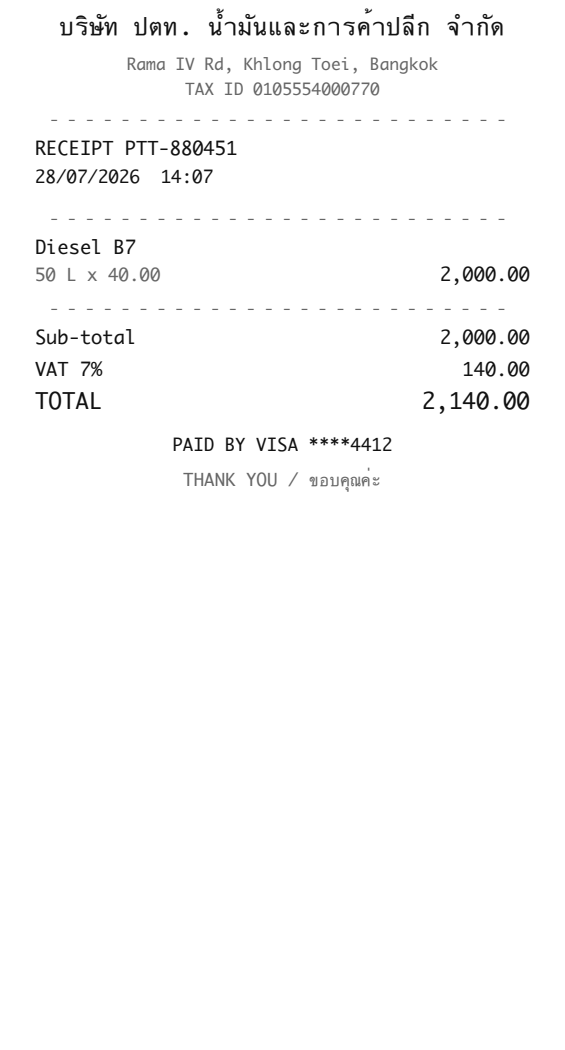 บริษัท ปตท. น้ำมันและการค้าปลีก จำกัด
Rama IV Rd, Khlong Toei, Bangkok
TAX ID 0105554000770
RECEIPT PTT-880451
28/07/2026 14:07
Diesel B7
50 L x 40.00 2,000.00
Sub-total 2,000.00
VAT 7% 140.00
TOTAL 2,140.00
PAID BY VISA ****4412
THANK YOU / ขอบคุณค่ะ